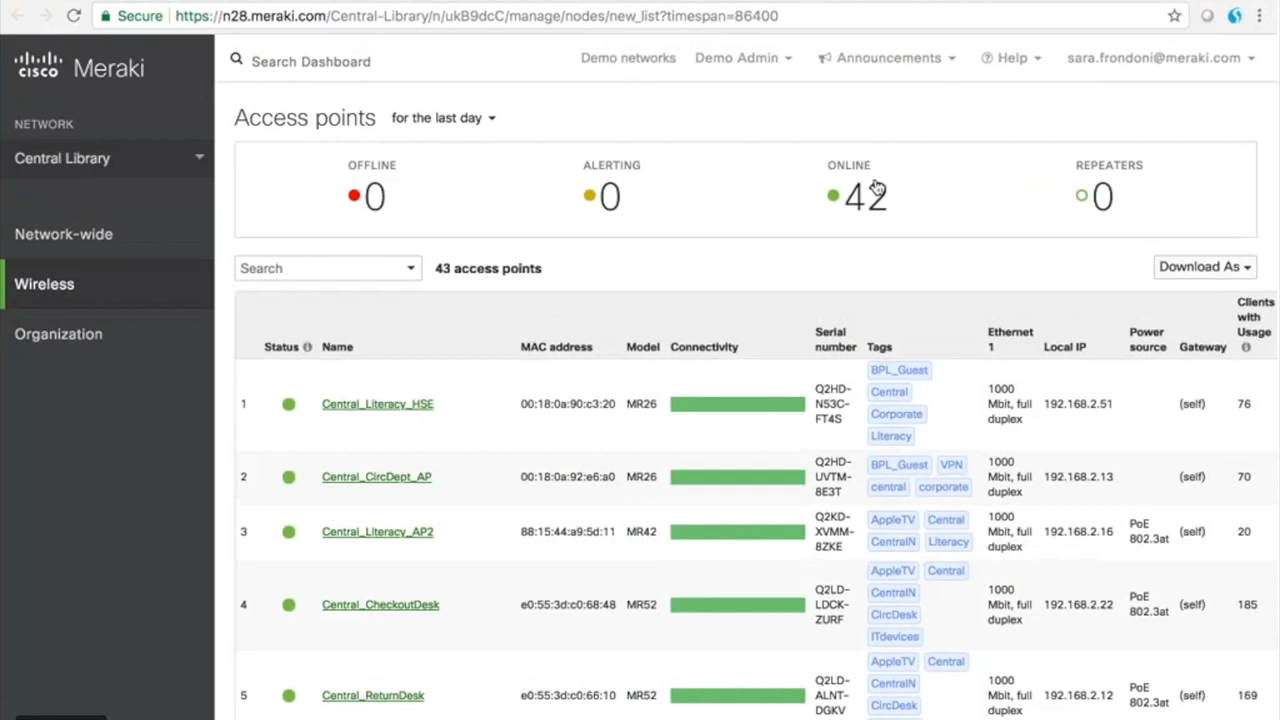 Secure https://n28.meraki.com/Central-Library/n/ukB9dcC/manage/nodes/new_list?timespan=86400
CISCO Meraki
Search Dashboard
Demo networks
Demo Admin
Announcements
Help
sara.frondoni@meraki.com
NETWORK
Central Library
Network-wide
Wireless
Organization
Access points for the last day
OFFLINE ALERTING ONLINE REPEATERS
0 0 42 0
Search 43 access points Download As
Status Name MAC address Model Connectivity Serial number Tags Ethernet 1 Local IP Power source Gateway Clients with Usage
1 Central_Literacy_HSE 00:18:0a:90:c3:20 MR26 Q2HD-N53C-FT4S BPL_Guest Central Corporate Literacy 1000 Mbit, full duplex 192.168.2.51 (self) 76
2 Central_CircDept_AP 00:18:0a:92:e6:a0 MR26 Q2HD-UVTM-8E3T BPL_Guest VPN central corporate 1000 Mbit, full duplex 192.168.2.13 (self) 70
3 Central_Literacy_AP2 88:15:44:a9:5d:11 MR42 Q2KD-XVMM-8ZKE AppleTV Central CentralN Literacy 1000 Mbit, full duplex 192.168.2.16 PoE 802.3at (self) 20
4 Central_CheckoutDesk e0:55:3d:c0:68:48 MR52 Q2LD-LDCK-ZURF AppleTV Central CentralN CircDesk ITdevices 1000 Mbit, full duplex 192.168.2.22 PoE 802.3at (self) 185
5 Central_ReturnDesk e0:55:3d:c0:66:10 MR52 Q2LD-ALNT-DGKV AppleTV Central CentralN CircDesk 1000 Mbit, full duplex 192.168.2.12 PoE 802.3at (self) 169